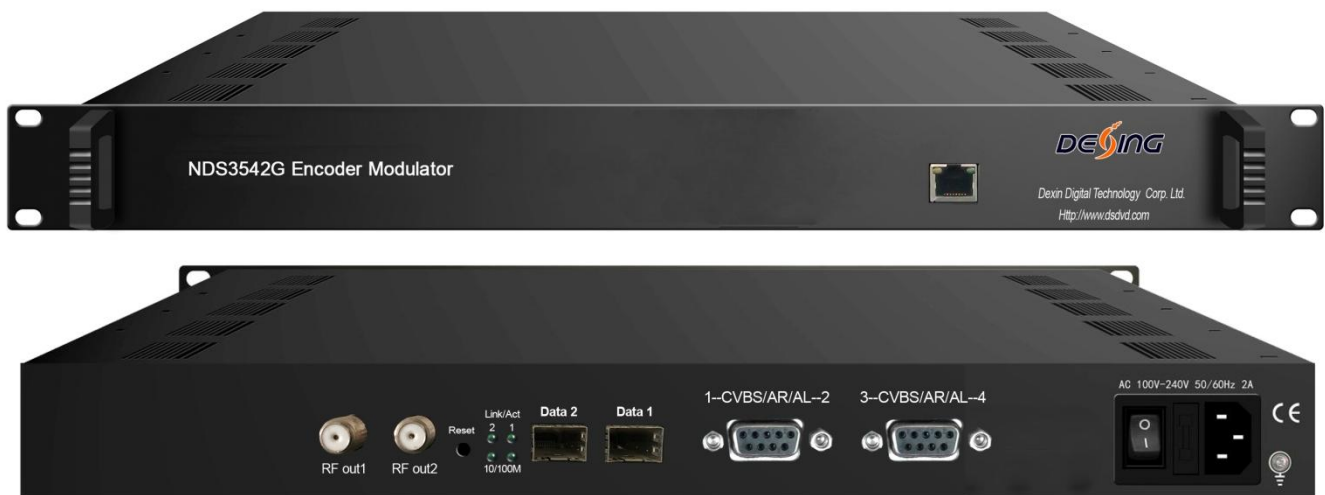 NDS3542G Encoder Modulator
DESING
Dexin Digital Technology Corp. Ltd.
Http://www.dsdvd.com
1--CVBS/AR/AL--2
3--CVBS/AR/AL--4
AC 100V-240V 50/60Hz 2A
Link/Act
2 1
Data 2
Data 1
Reset
RF out1
RF out2
10/100M
O
I
CE